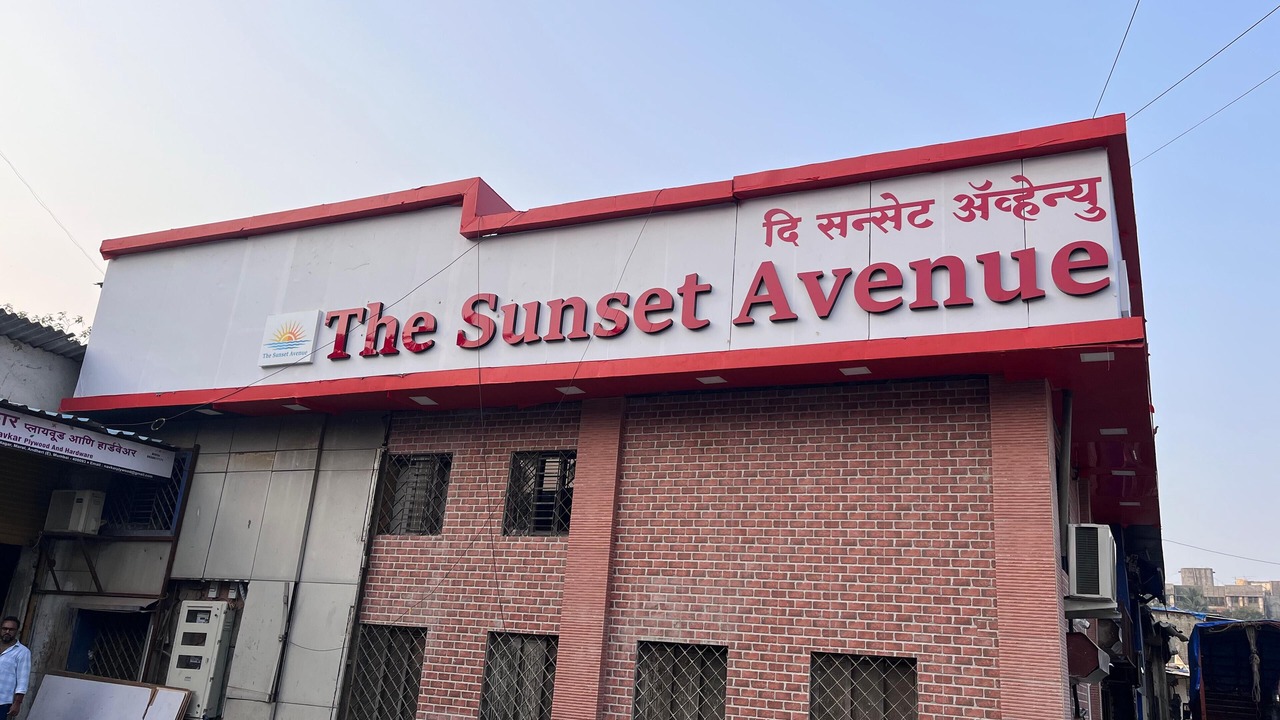 दि सन्सेट ॲव्हेन्यु
The Sunset Avenue
The Sunset Avenue
प्लायवूड आणि हार्डवेअर
Plywood And Hardware